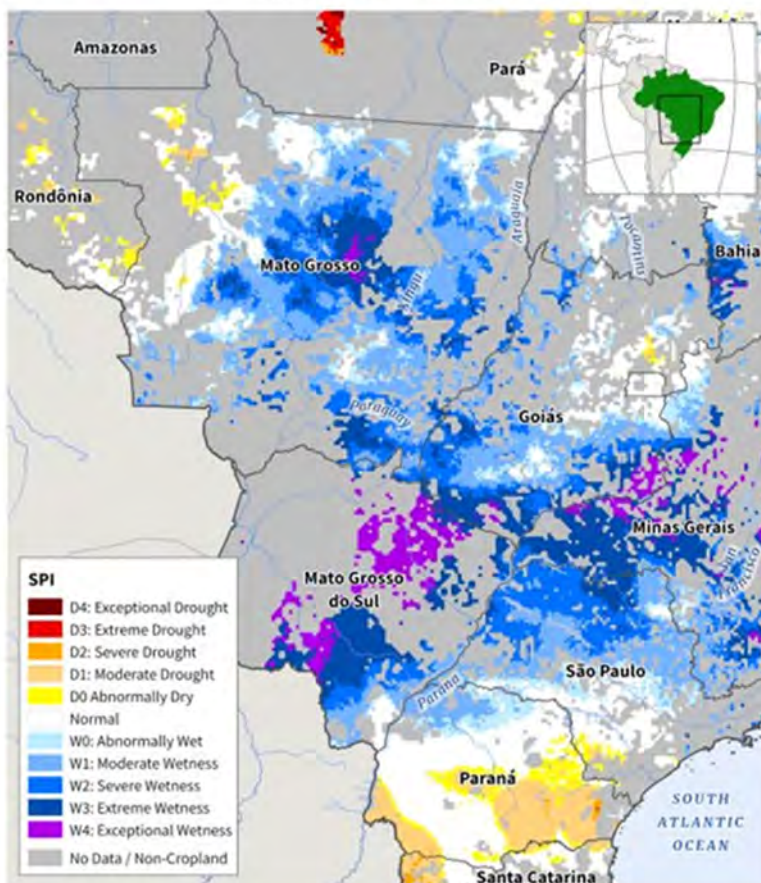 Amazonas
Pará
Rondônia
Mato Grosso
Xingu
Araguaia
Tocantins
Bahia
Paraguay
Goiás
Minas Gerais
San
Francisco
Mato Grosso
do Sul
São Paulo
Parana
Paraná
Santa Catarina
SOUTH
ATLANTIC
OCEAN
SPI
D4: Exceptional Drought
D3: Extreme Drought
D2: Severe Drought
D1: Moderate Drought
D0 Abnormally Dry
Normal
W0: Abnormally Wet
W1: Moderate Wetness
W2: Severe Wetness
W3: Extreme Wetness
W4: Exceptional Wetness
No Data / Non-Cropland